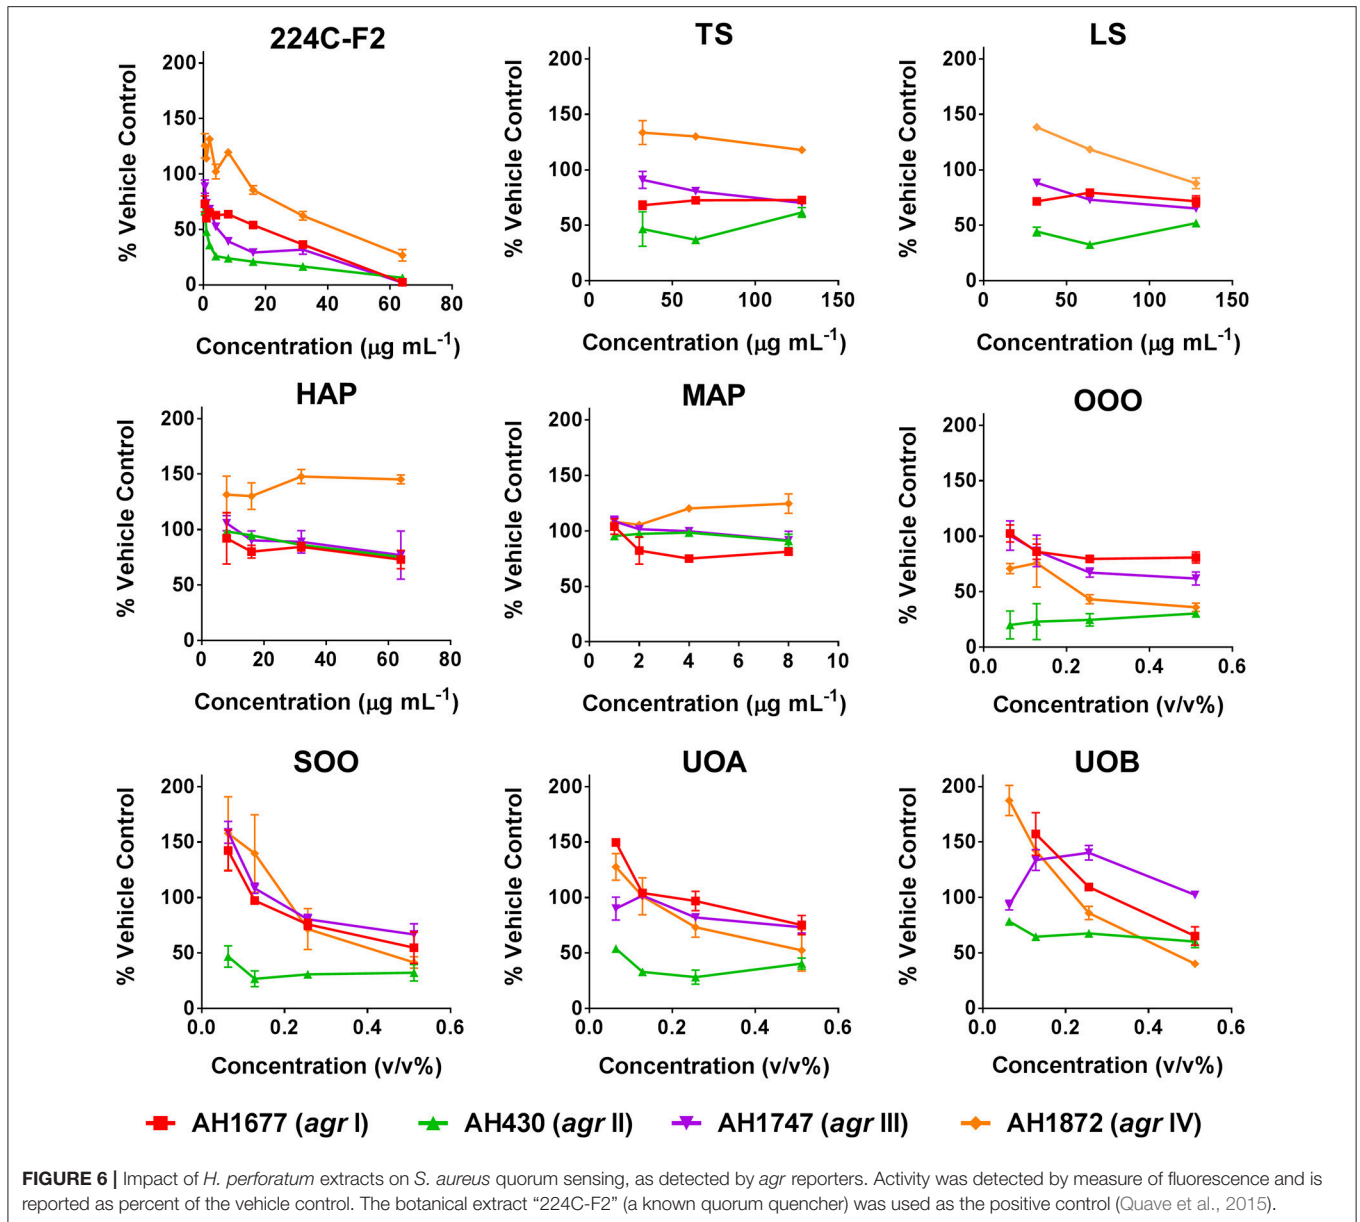 224C-F2
TS
LS
% Vehicle Control
200
150
100
50
0
0 20 40 60 80
Concentration (μg mL⁻¹)
% Vehicle Control
200
150
100
50
0
0 50 100 150
Concentration (μg mL⁻¹)
% Vehicle Control
200
150
100
50
0
0 50 100 150
Concentration (μg mL⁻¹)
HAP
MAP
OOO
% Vehicle Control
200
150
100
50
0
0 20 40 60 80
Concentration (μg mL⁻¹)
% Vehicle Control
200
150
100
50
0
0 2 4 6 8 10
Concentration (μg mL⁻¹)
% Vehicle Control
200
150
100
50
0
0.0 0.2 0.4 0.6
Concentration (v/v%)
SOO
UOA
UOB
% Vehicle Control
200
150
100
50
0
0.0 0.2 0.4 0.6
Concentration (v/v%)
% Vehicle Control
200
150
100
50
0
0.0 0.2 0.4 0.6
Concentration (v/v%)
% Vehicle Control
200
150
100
50
0
0.0 0.2 0.4 0.6
Concentration (v/v%)
AH1677 (agr I) AH430 (agr II) AH1747 (agr III) AH1872 (agr IV)
FIGURE 6 | Impact of H. perforatum extracts on S. aureus quorum sensing, as detected by agr reporters. Activity was detected by measure of fluorescence and is
reported as percent of the vehicle control. The botanical extract “224C-F2” (a known quorum quencher) was used as the positive control (Quave et al., 2015).